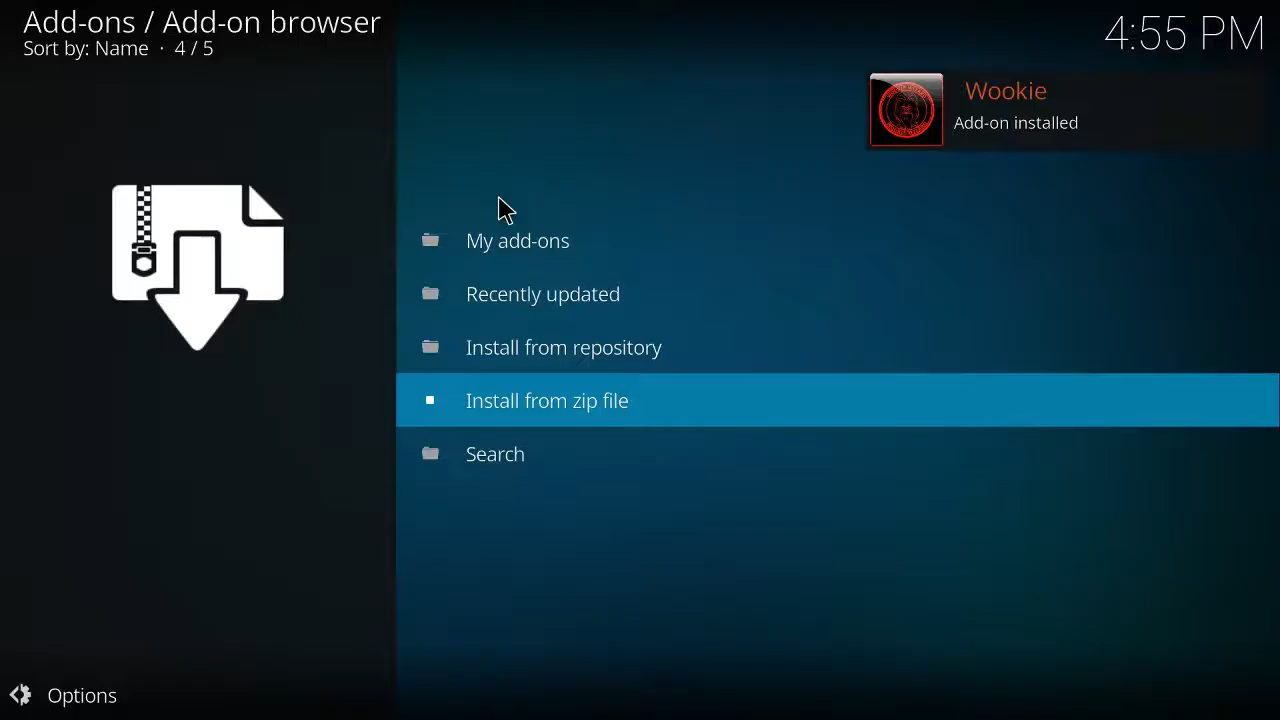 Add-ons / Add-on browser
Sort by: Name · 4 / 5
4:55 PM
Wookie
Add-on installed
My add-ons
Recently updated
Install from repository
Install from zip file
Search
Options